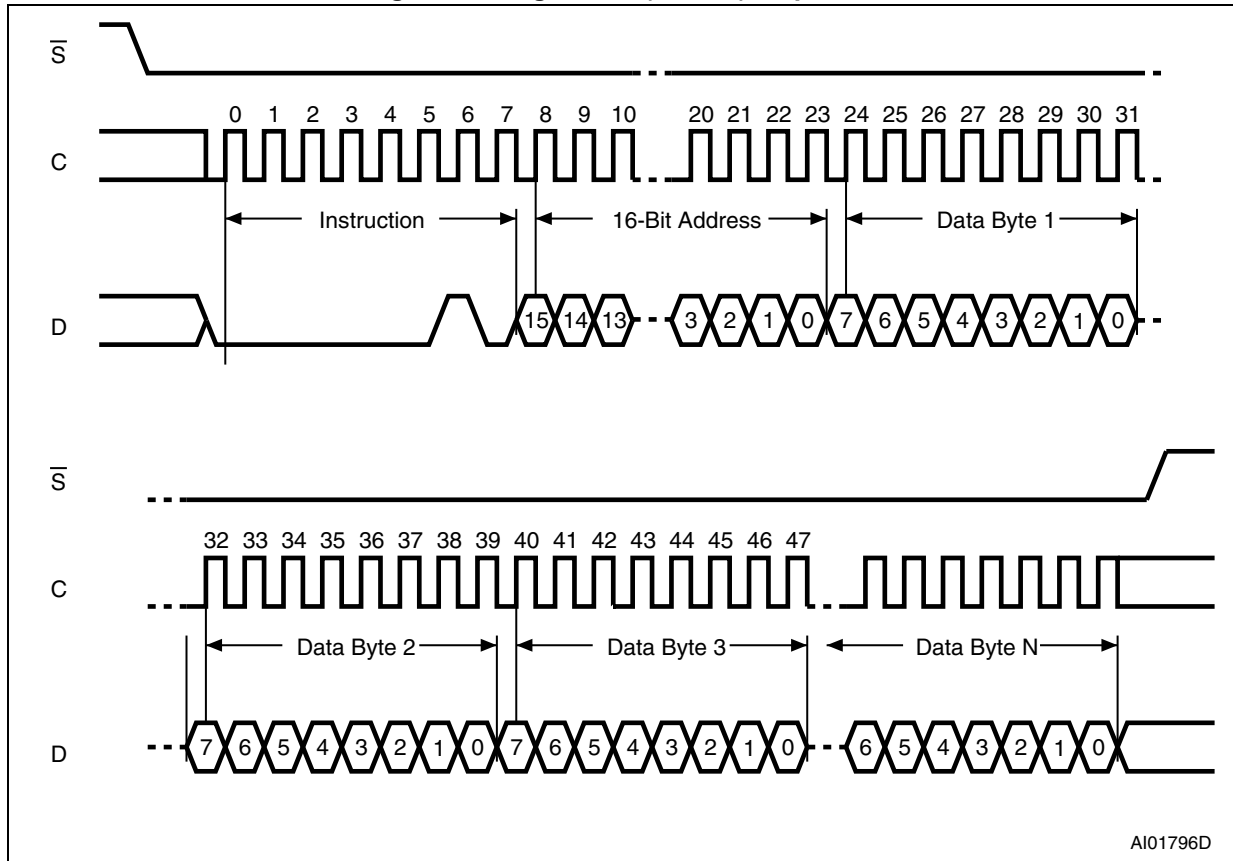 S̅
0 1 2 3 4 5 6 7 8 9 10 20 21 22 23 24 25 26 27 28 29 30 31
C
Instruction 16-Bit Address Data Byte 1
D 15 14 13 3 2 1 0 7 6 5 4 3 2 1 0
S̅
32 33 34 35 36 37 38 39 40 41 42 43 44 45 46 47
C
Data Byte 2 Data Byte 3 Data Byte N
D 7 6 5 4 3 2 1 0 7 6 5 4 3 2 1 0 6 5 4 3 2 1 0
AI01796D